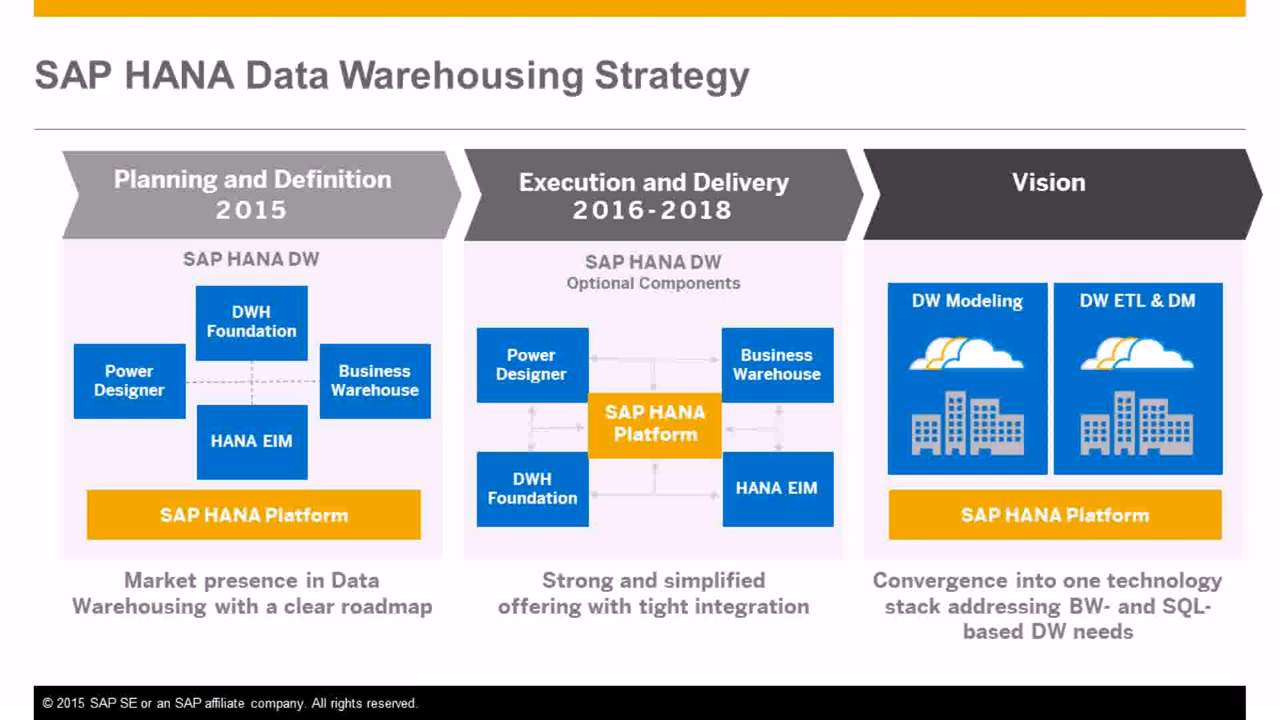 SAP HANA Data Warehousing Strategy
Planning and Definition
2015
SAP HANA DW
DWH
Foundation
Power
Designer
Business
Warehouse
HANA EIM
SAP HANA Platform
Market presence in Data
Warehousing with a clear roadmap
Execution and Delivery
2016-2018
SAP HANA DW
Optional Components
Power
Designer
Business
Warehouse
SAP HANA
Platform
DWH
Foundation
HANA EIM
Strong and simplified
offering with tight integration
Vision
DW Modeling
DW ETL & DM
SAP HANA Platform
Convergence into one technology
stack addressing BW- and SQL-
based DW needs
© 2015 SAP SE or an SAP affiliate company. All rights reserved.